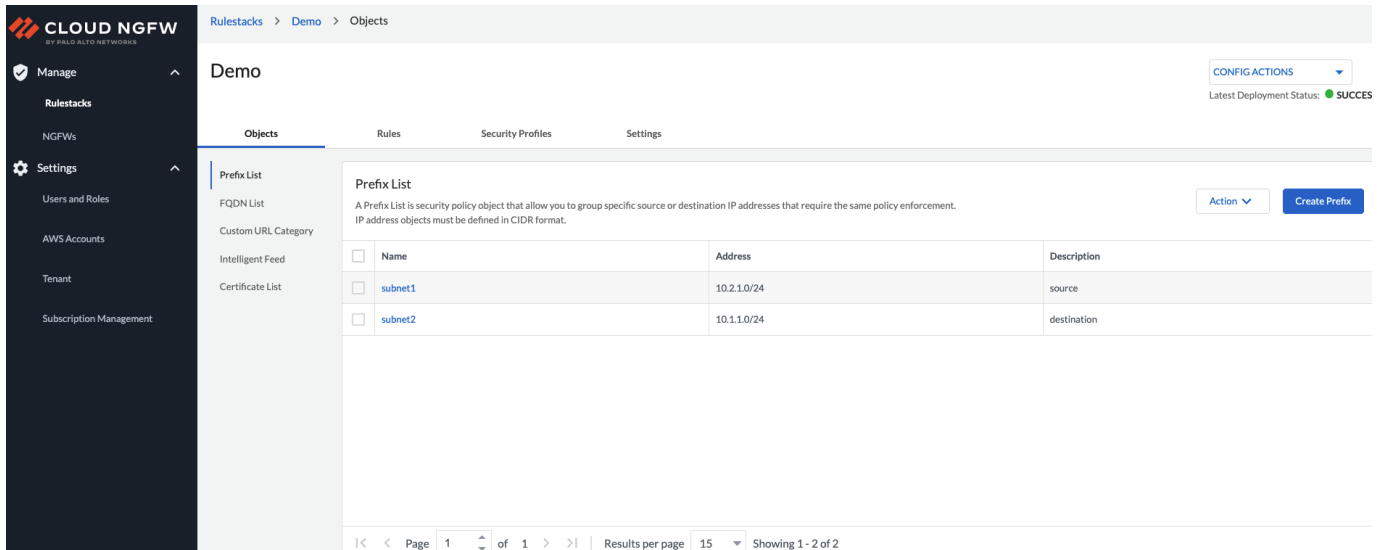 CLOUD NGFW
BY PALO ALTO NETWORKS
Manage
Rulestacks
NGFWs
Settings
Users and Roles
AWS Accounts
Tenant
Subscription Management
Rulestacks > Demo > Objects
Demo
CONFIG ACTIONS
Latest Deployment Status: SUCCES
Objects Rules Security Profiles Settings
Prefix List
FQDN List
Custom URL Category
Intelligent Feed
Certificate List
Prefix List
A Prefix List is security policy object that allow you to group specific source or destination IP addresses that require the same policy enforcement.
IP address objects must be defined in CIDR format.
Action
Create Prefix
Name Address Description
subnet1 10.2.1.0/24 source
subnet2 10.1.1.0/24 destination
Page 1 of 1 Results per page 15 Showing 1 - 2 of 2